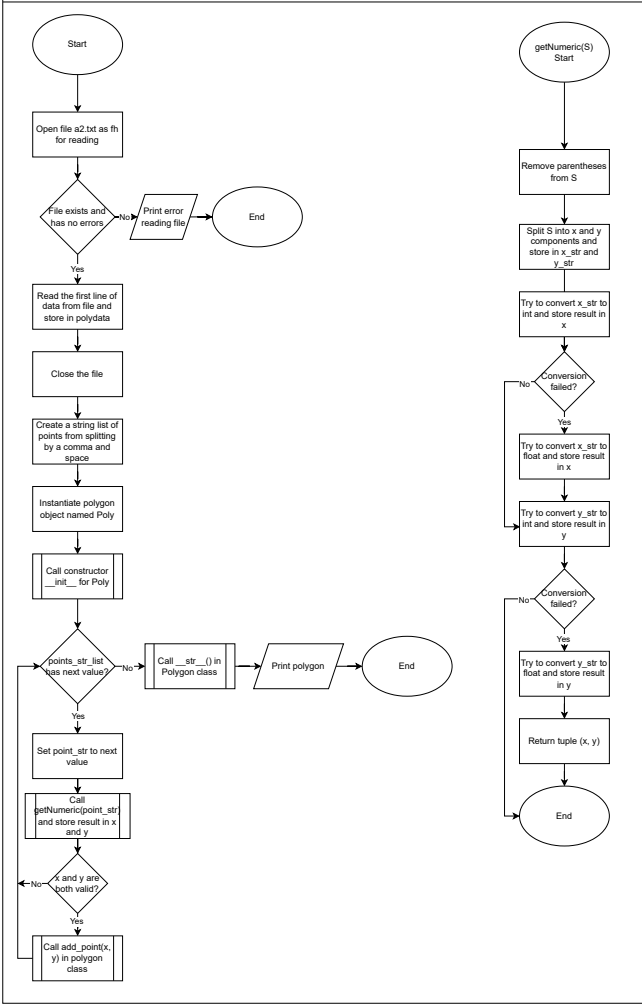 Start
Open file a2.txt as fh
for reading
File exists and
has no errors
No
Print error
reading file
End
Yes
Read the first line of
data from file and
store in polydata
Close the file
Create a string list of
points from splitting
by a comma and
space
Instantiate polygon
object named Poly
Call constructor
__init__ for Poly
points_str_list
has next value?
No
Call __str__() in
Polygon class
Print polygon
End
Yes
Set point_str to next
value
Call
getNumeric(point_str)
and store result in x
and y
x and y are
both valid?
No
Yes
Call add_point(x,
y) in polygon
class
getNumeric(S)
Start
Remove parentheses
from S
Split S into x and y
components and
store in x_str and
y_str
Try to convert x_str to
int and store result in
x
Conversion
failed?
No
Yes
Try to convert x_str to
float and store result
in x
Try to convert y_str to
int and store result in
y
Conversion
failed?
No
Yes
Try to convert y_str to
float and store result
in y
Return tuple (x, y)
End